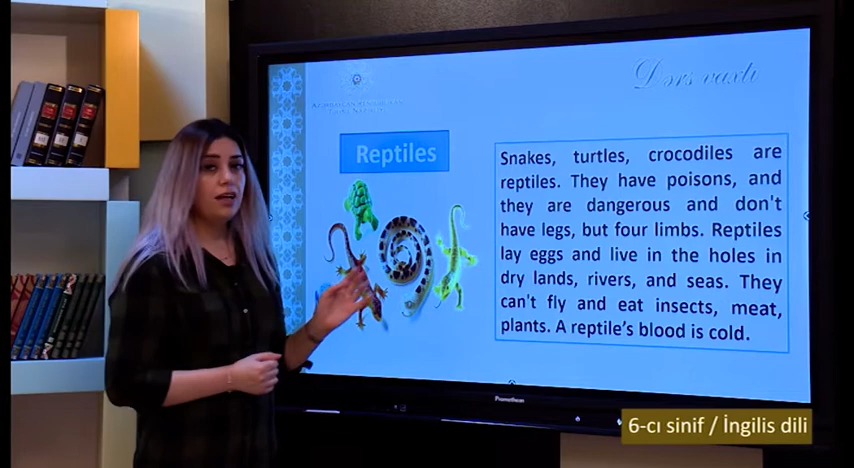 Dərs vaxtı
Reptiles
Snakes, turtles, crocodiles are
reptiles. They have poisons, and
they are dangerous and don't
have legs, but four limbs. Reptiles
lay eggs and live in the holes in
dry lands, rivers, and seas. They
can't fly and eat insects, meat,
plants. A reptile's blood is cold.
Promethean
6-cı sinif / İngilis dili